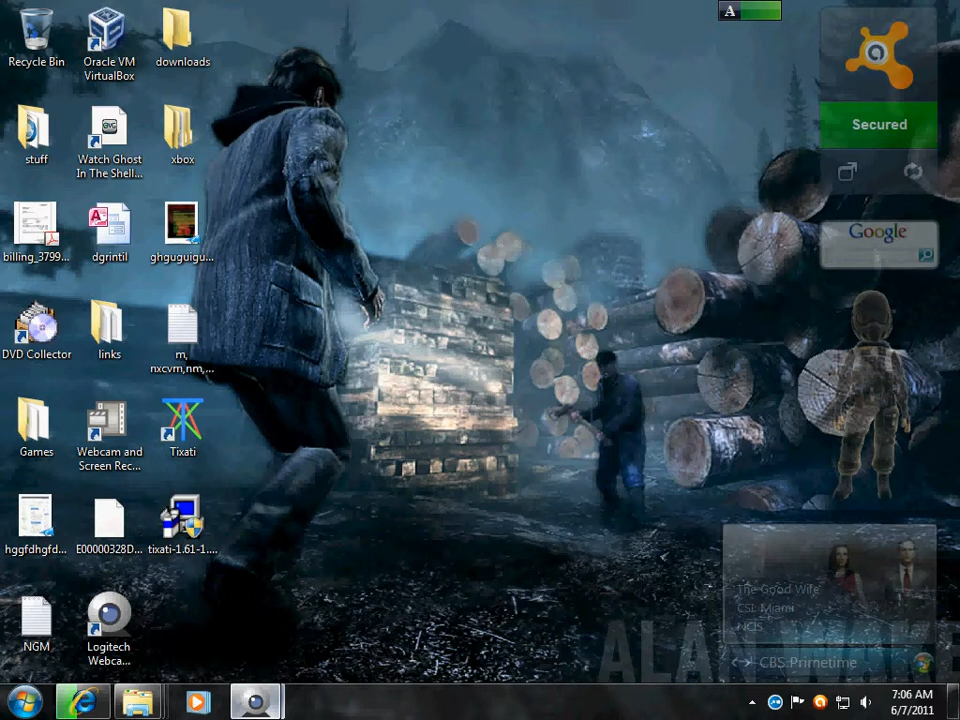 A
Recycle Bin
Oracle VM
VirtualBox
downloads
Secured
stuff
Watch Ghost
In The Shell...
xbox
Google
billing_3799...
dgrintil
ghguguigu...
DVD Collector
links
m,
nxcvm,nm,...
Games
Webcam and
Screen Rec...
Tixati
hggfdhgfd...
E00000328D...
tixati-1.61-1....
The Good Wife
CSI: Miami
NCIS
NGM
Logitech
Webca...
ALAN WAKE
CBS Primetime
7:06 AM
6/7/2011